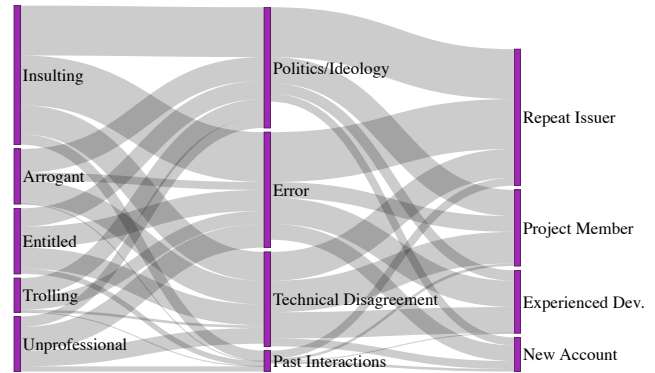 Insulting
Arrogant
Entitled
Trolling
Unprofessional
Politics/Ideology
Error
Technical Disagreement
Past Interactions
Repeat Issuer
Project Member
Experienced Dev.
New Account